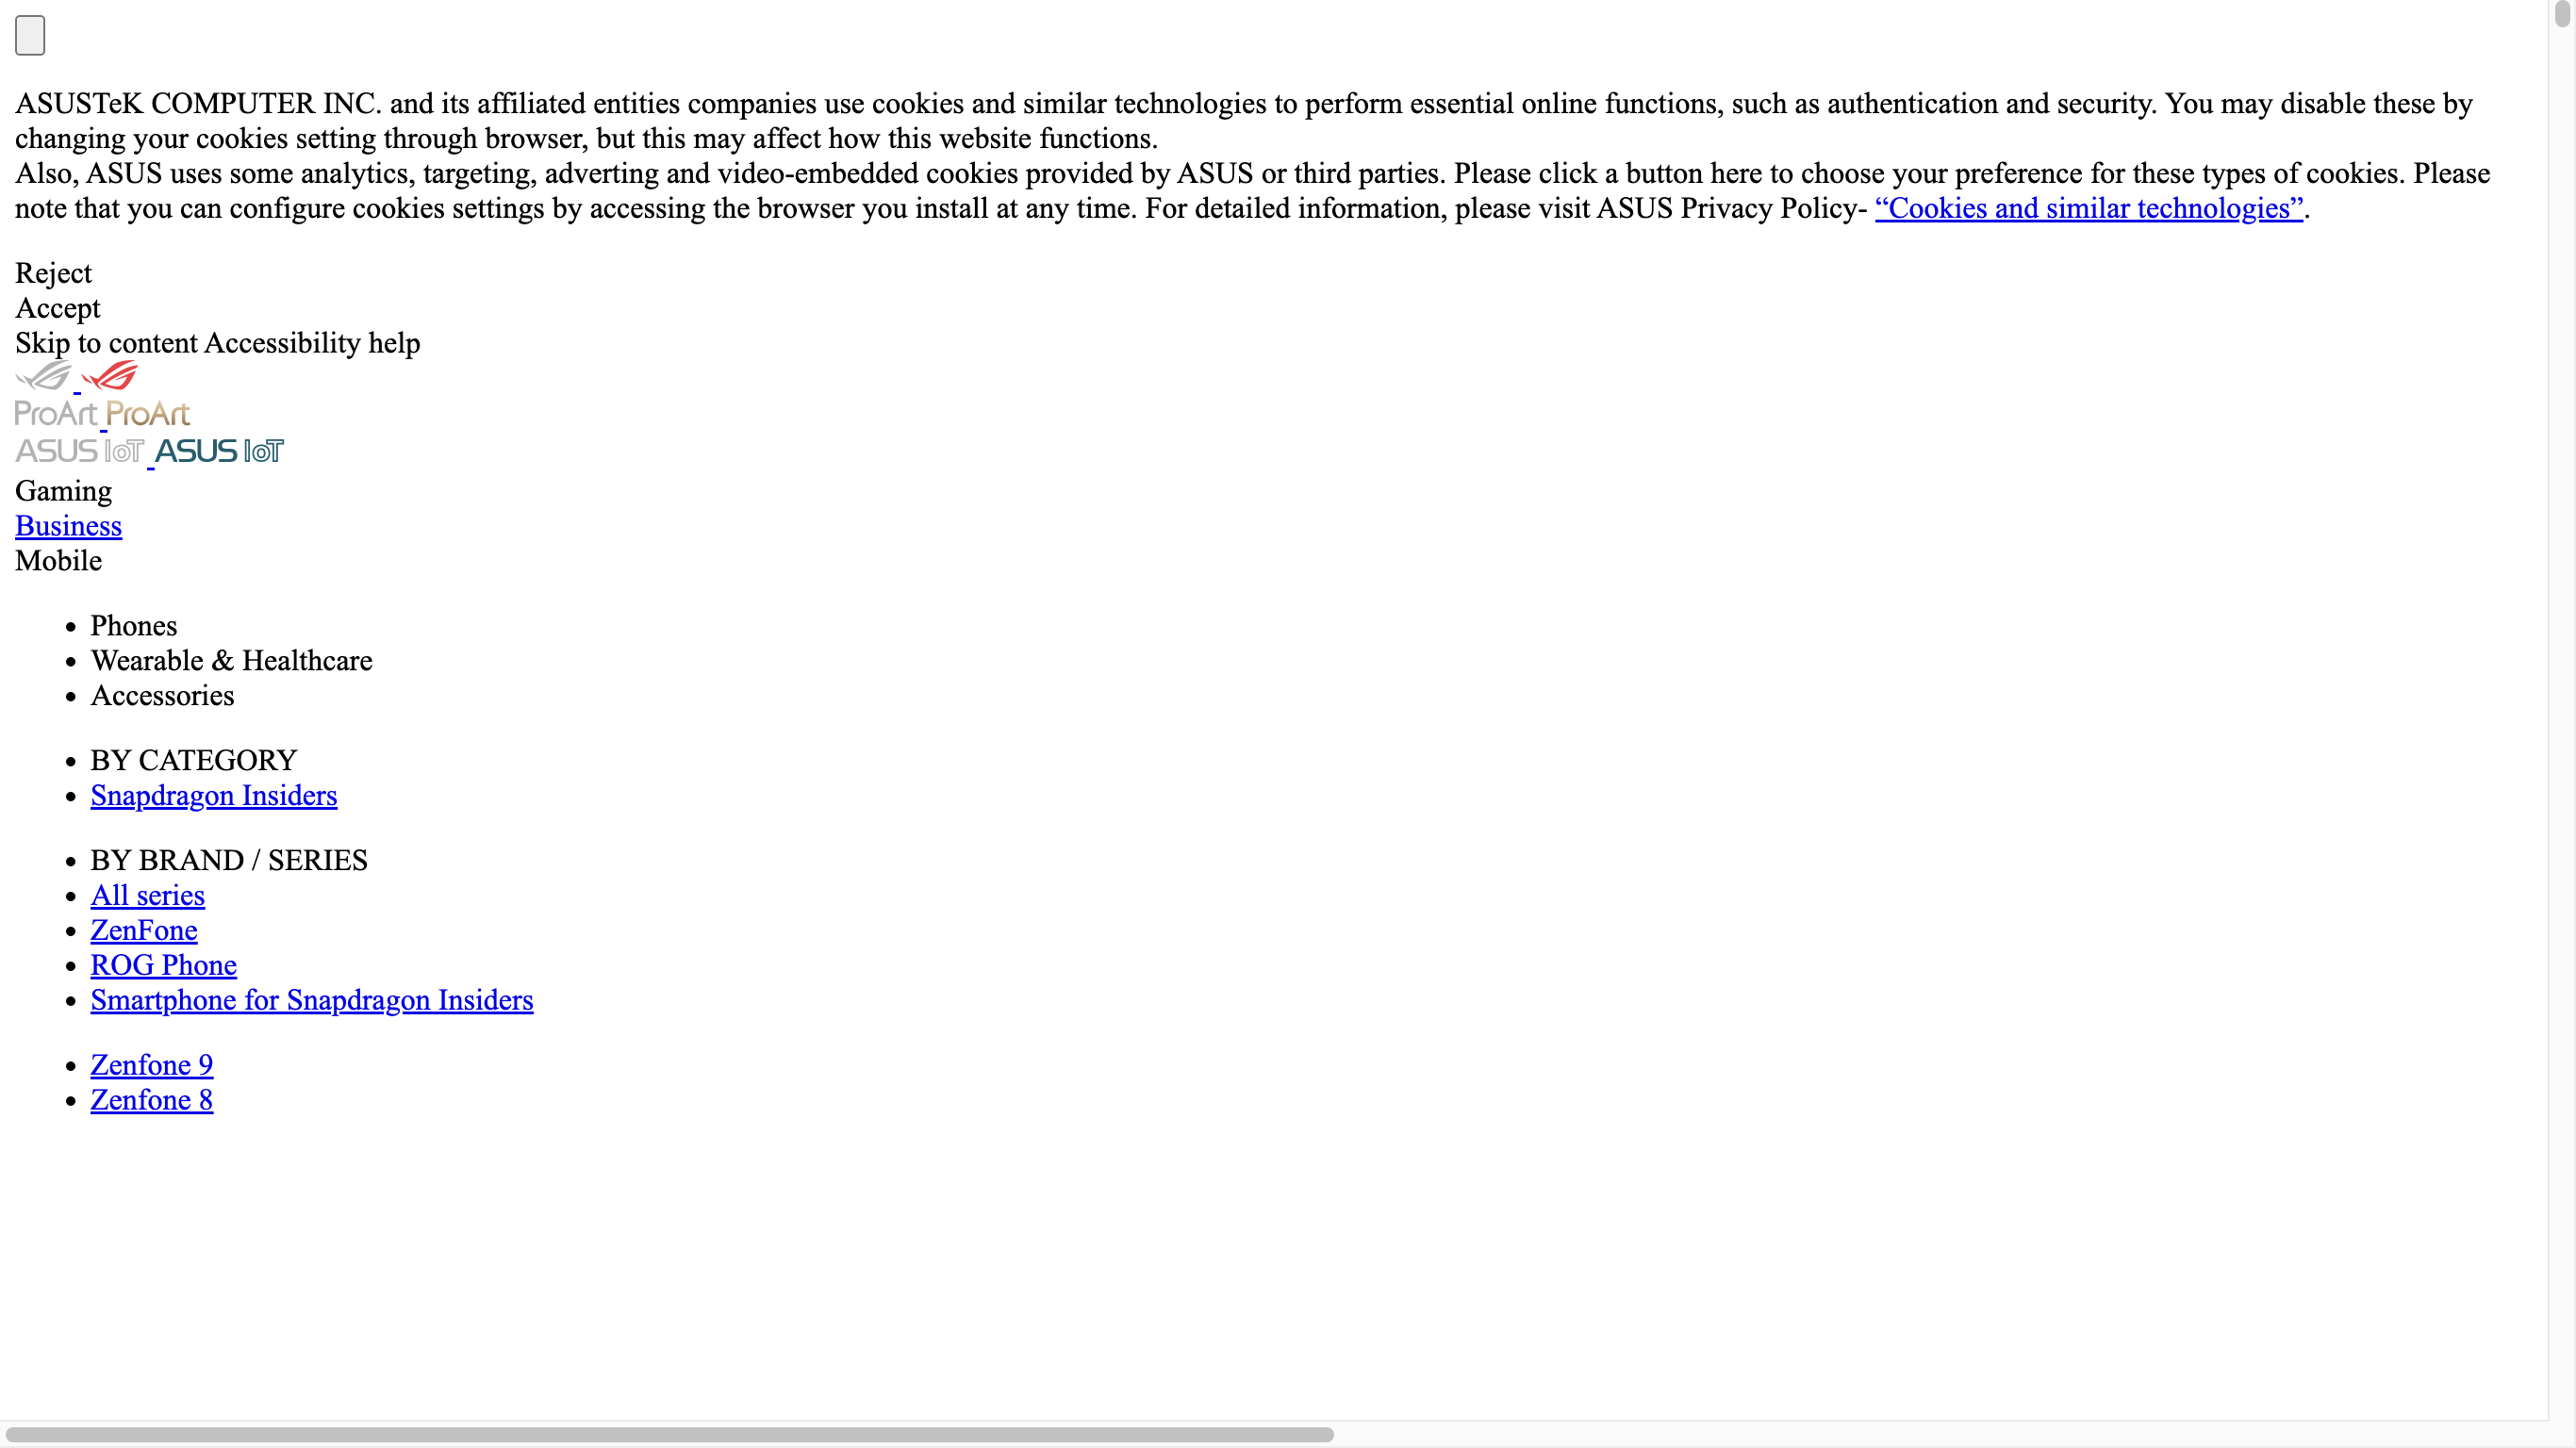 ASUSTeK COMPUTER INC. and its affiliated entities companies use cookies and similar technologies to perform essential online functions, such as authentication and security. You may disable these by
changing your cookies setting through browser, but this may affect how this website functions.
Also, ASUS uses some analytics, targeting, adverting and video-embedded cookies provided by ASUS or third parties. Please click a button here to choose your preference for these types of cookies. Please
note that you can configure cookies settings by accessing the browser you install at any time. For detailed information, please visit ASUS Privacy Policy- “Cookies and similar technologies”.
Reject
Accept
Skip to content Accessibility help
ProArt ProArt
ASUS IoT ASUS IoT
Gaming
Business
Mobile
Phones
Wearable & Healthcare
Accessories
BY CATEGORY
Snapdragon Insiders
BY BRAND / SERIES
All series
ZenFone
ROG Phone
Smartphone for Snapdragon Insiders
Zenfone 9
Zenfone 8